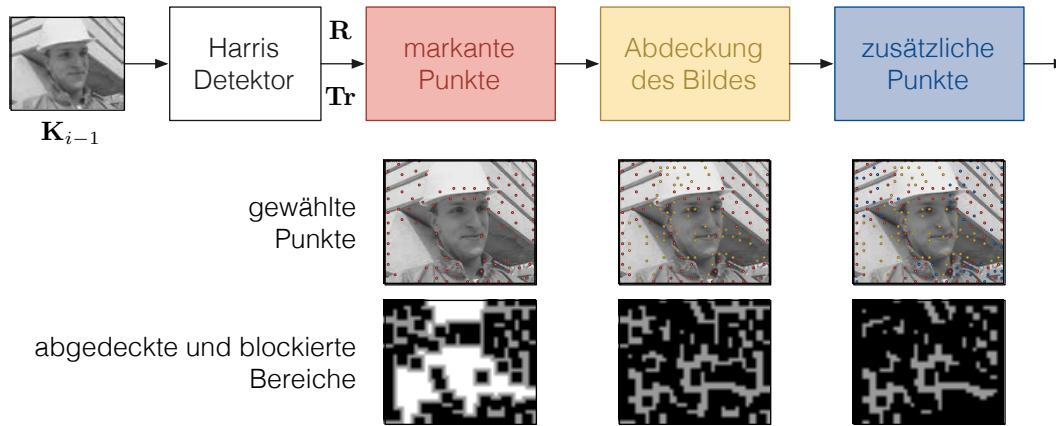 Harris
Detektor
R
Tr
markante
Punkte
Abdeckung
des Bildes
zusätzliche
Punkte
K_{i−1}
gewählte
Punkte
abgedeckte und blockierte
Bereiche